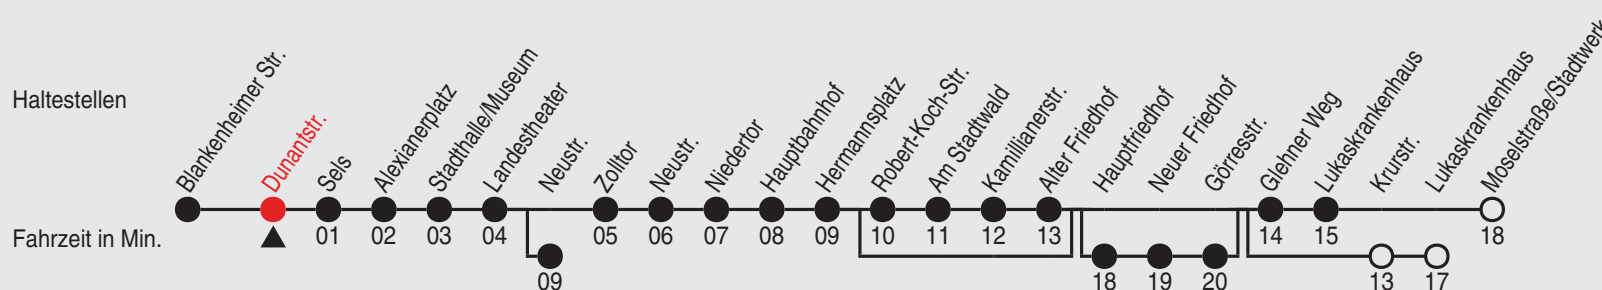 Haltestellen
Blankenheimer Str.
Dunantstr.
Sels
Alexianerplatz
Stadthalle/Museum
Landestheater
Neustr.
Zolltor
Neustr.
Niedertor
Hauptbahnhof
Hermannsplatz
Robert-Koch-Str.
Am Stadtwald
Kamillianerstr.
Alter Friedhof
Hauptfriedhof
Neuer Friedhof
Görresstr.
Glehner Weg
Lukaskrankenhaus
Krurstr.
Lukaskrankenhaus
Moselstraße/Stadtwerk
Fahrzeit in Min.
01 02 03 04 05 06 07 08 09 10 11 12 13 14 15 18
09 18 19 20 13 17